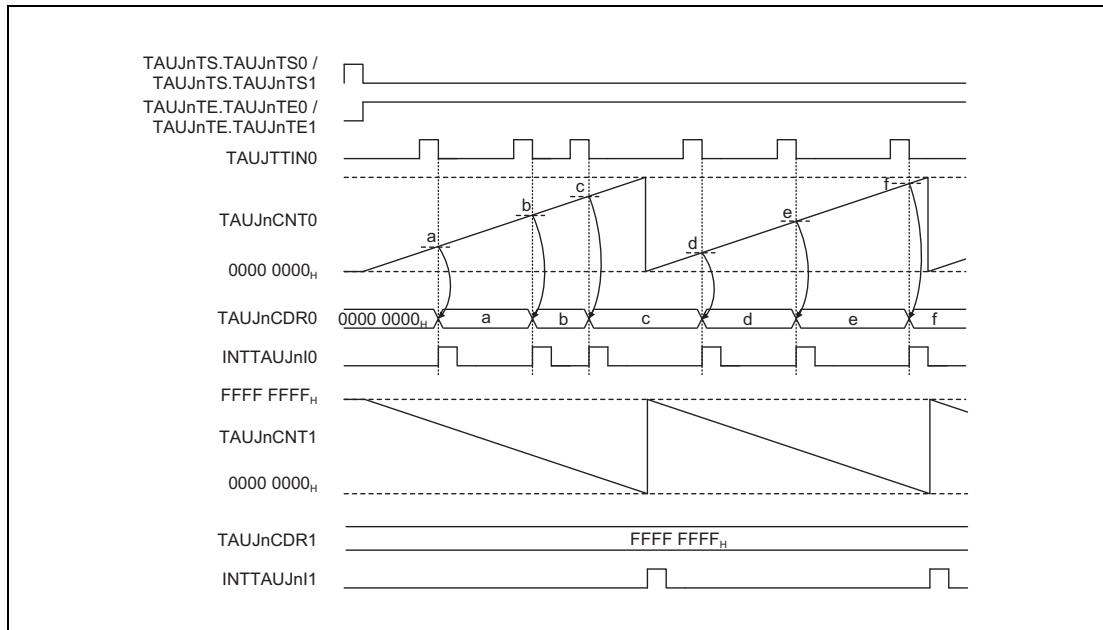 TAUJnTS.TAUJnTS0 /
TAUJnTS.TAUJnTS1
TAUJnTE.TAUJnTE0 /
TAUJnTE.TAUJnTE1
TAUJTTIN0
TAUJnCNT0
a
b
c
d
e
f
0000 0000H
TAUJnCDR0
0000 0000H
a
b
c
d
e
f
INTTAUJnI0
FFFF FFFFH
TAUJnCNT1
0000 0000H
TAUJnCDR1
FFFF FFFFH
INTTAUJnI1